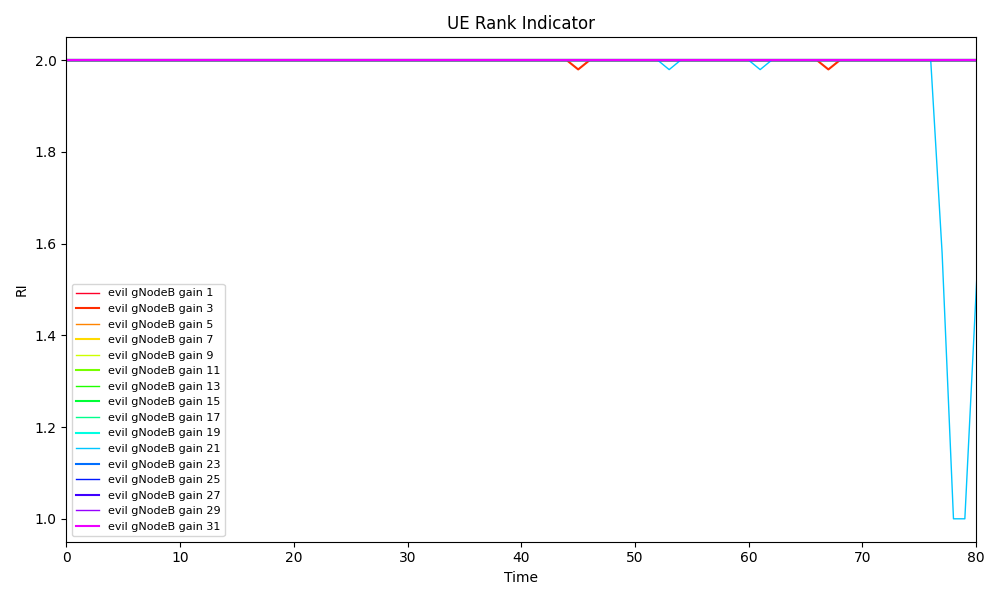 UE Rank Indicator
RI
2.0
1.8
1.6
1.4
1.2
1.0
evil gNodeB gain 1
evil gNodeB gain 3
evil gNodeB gain 5
evil gNodeB gain 7
evil gNodeB gain 9
evil gNodeB gain 11
evil gNodeB gain 13
evil gNodeB gain 15
evil gNodeB gain 17
evil gNodeB gain 19
evil gNodeB gain 21
evil gNodeB gain 23
evil gNodeB gain 25
evil gNodeB gain 27
evil gNodeB gain 29
evil gNodeB gain 31
0 10 20 30 40 50 60 70 80
Time